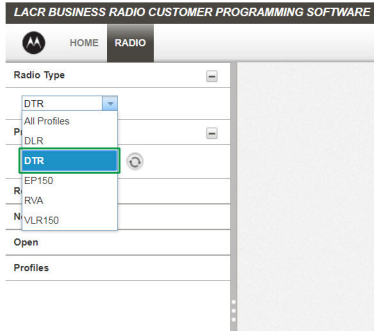 LACR BUSINESS RADIO CUSTOMER PROGRAMMING SOFTWARE
HOME RADIO
Radio Type
DTR
All Profiles
DLR
DTR
EP150
RVA
VLR150
Open
Profiles